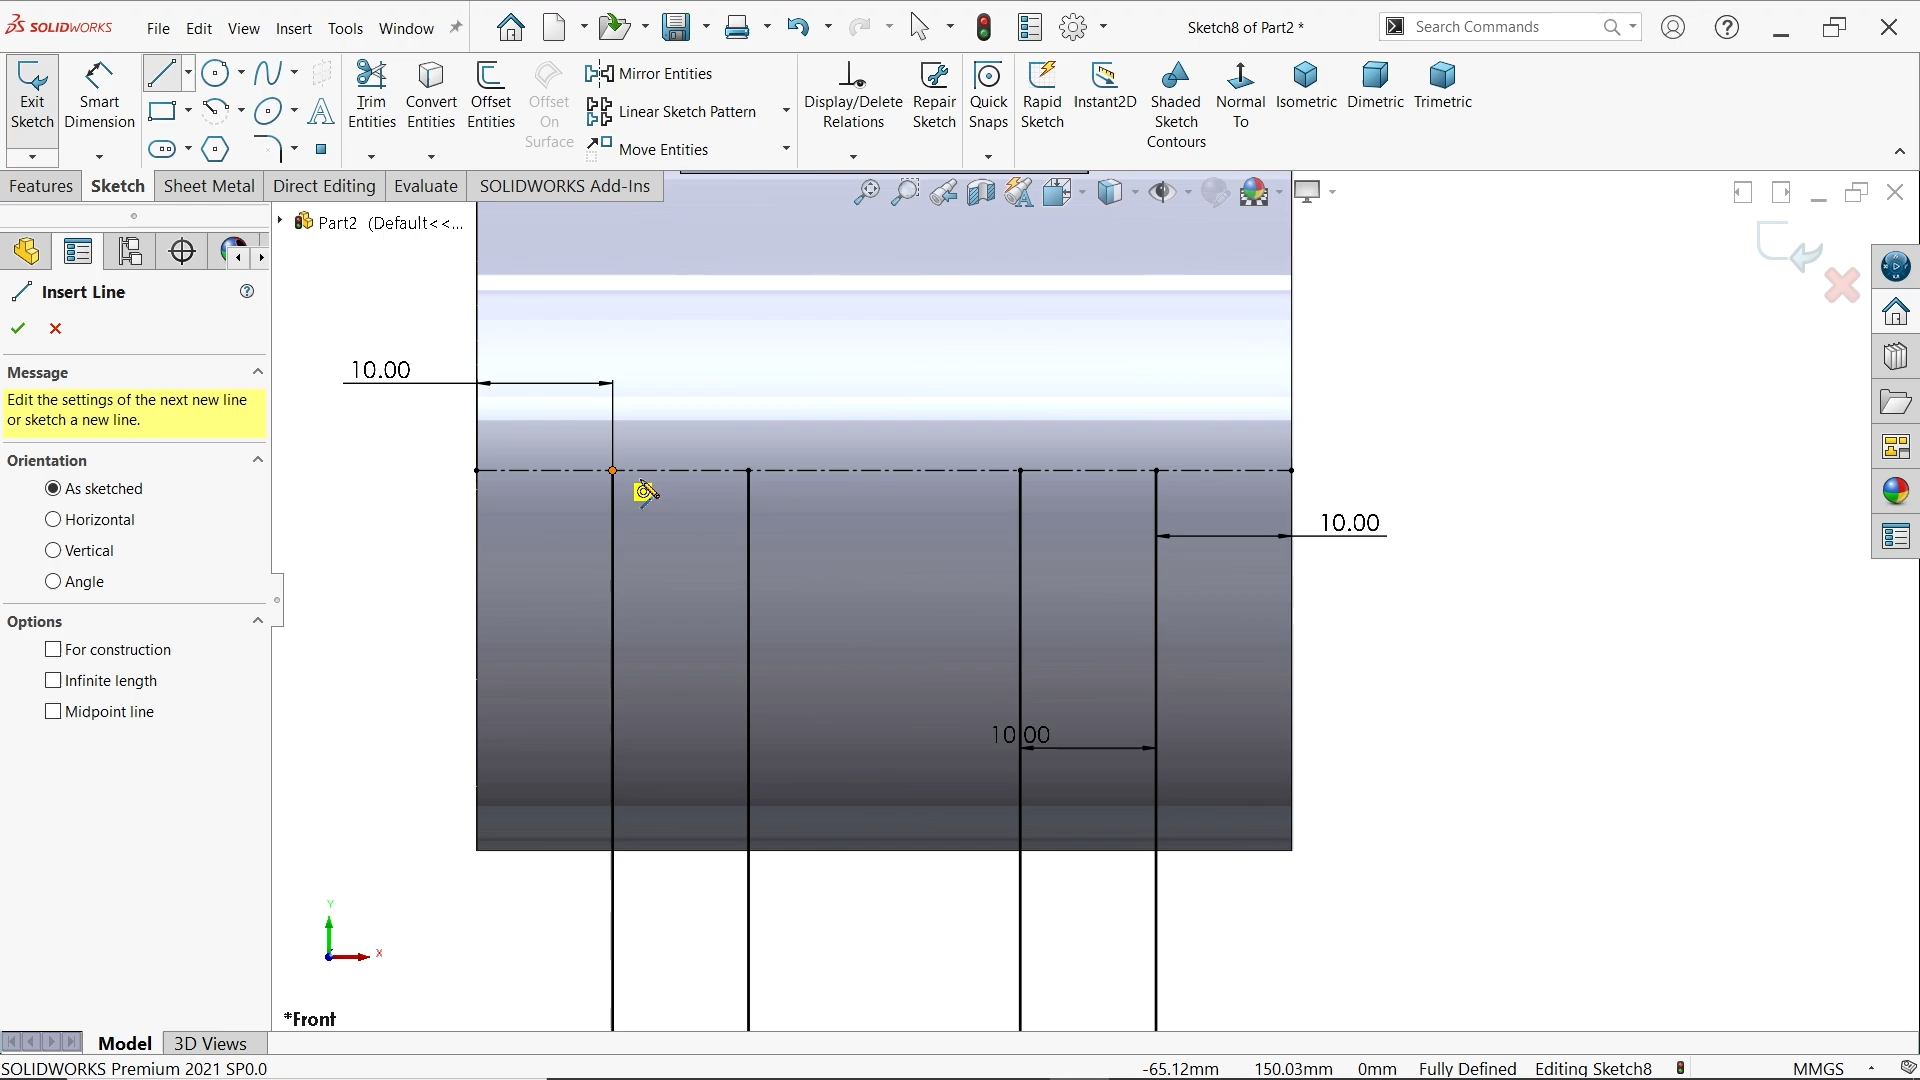 SOLIDWORKS
File Edit View Insert Tools Window
Sketch8 of Part2 *
Search Commands
Exit Sketch
Smart Dimension
Trim Entities
Convert Entities
Offset Entities
Offset On Surface
Mirror Entities
Linear Sketch Pattern
Move Entities
Display/Delete Relations
Repair Sketch
Quick Snaps
Rapid Sketch
Instant2D
Shaded Sketch Contours
Normal To
Isometric
Dimetric
Trimetric
Features Sketch Sheet Metal Direct Editing Evaluate SOLIDWORKS Add-Ins
Part2 (Default<<...
Insert Line
Message
Edit the settings of the next new line
or sketch a new line.
Orientation
As sketched
Horizontal
Vertical
Angle
Options
For construction
Infinite length
Midpoint line
10.00
10.00
10.00
Y
X
*Front
Model 3D Views
SOLIDWORKS Premium 2021 SP0.0
-65.12mm 150.03mm 0mm Fully Defined Editing Sketch8 MMGS